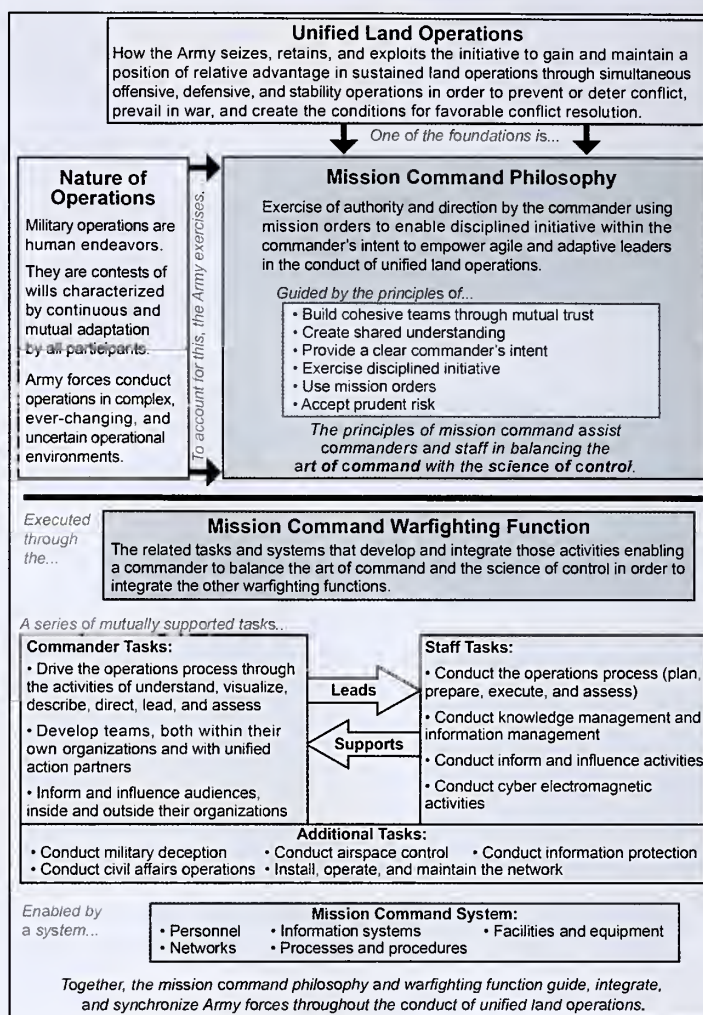 Unified Land Operations
How the Army seizes, retains, and exploits the initiative to gain and maintain a
position of relative advantage in sustained land operations through simultaneous
offensive, defensive, and stability operations in order to prevent or deter conflict,
prevail in war, and create the conditions for favorable conflict resolution.
One of the foundations is...
Nature of
Operations
Military operations are
human endeavors.
They are contests of
wills characterized
by continuous and
mutual adaptation
by all participants.
Army forces conduct
operations in complex,
ever-changing, and
uncertain operational
environments.
To account for this, the Army exercises...
Mission Command Philosophy
Exercise of authority and direction by the commander using
mission orders to enable disciplined initiative within the
commander's intent to empower agile and adaptive leaders
in the conduct of unified land operations.
Guided by the principles of...
• Build cohesive teams through mutual trust
• Create shared understanding
• Provide a clear commander's intent
• Exercise disciplined initiative
• Use mission orders
• Accept prudent risk
The principles of mission command assist
commanders and staff in balancing the
art of command with the science of control.
Executed
through
the...
Mission Command Warfighting Function
The related tasks and systems that develop and integrate those activities enabling
a commander to balance the art of command and the science of control in order to
integrate the other warfighting functions.
A series of mutually supported tasks...
Commander Tasks:
• Drive the operations process through
the activities of understand, visualize,
describe, direct, lead, and assess
• Develop teams, both within their
own organizations and with unified
action partners
• Inform and influence audiences,
inside and outside their organizations
Leads
Supports
Staff Tasks:
• Conduct the operations process (plan,
prepare, execute, and assess)
• Conduct knowledge management and
information management
• Conduct inform and influence activities
• Conduct cyber electromagnetic
activities
Additional Tasks:
• Conduct military deception • Conduct airspace control • Conduct information protection
• Conduct civil affairs operations • Install, operate, and maintain the network
Enabled by
a system...
Mission Command System:
• Personnel • Information systems • Facilities and equipment
• Networks • Processes and procedures
Together, the mission command philosophy and warfighting function guide, integrate,
and synchronize Army forces throughout the conduct of unified land operations.